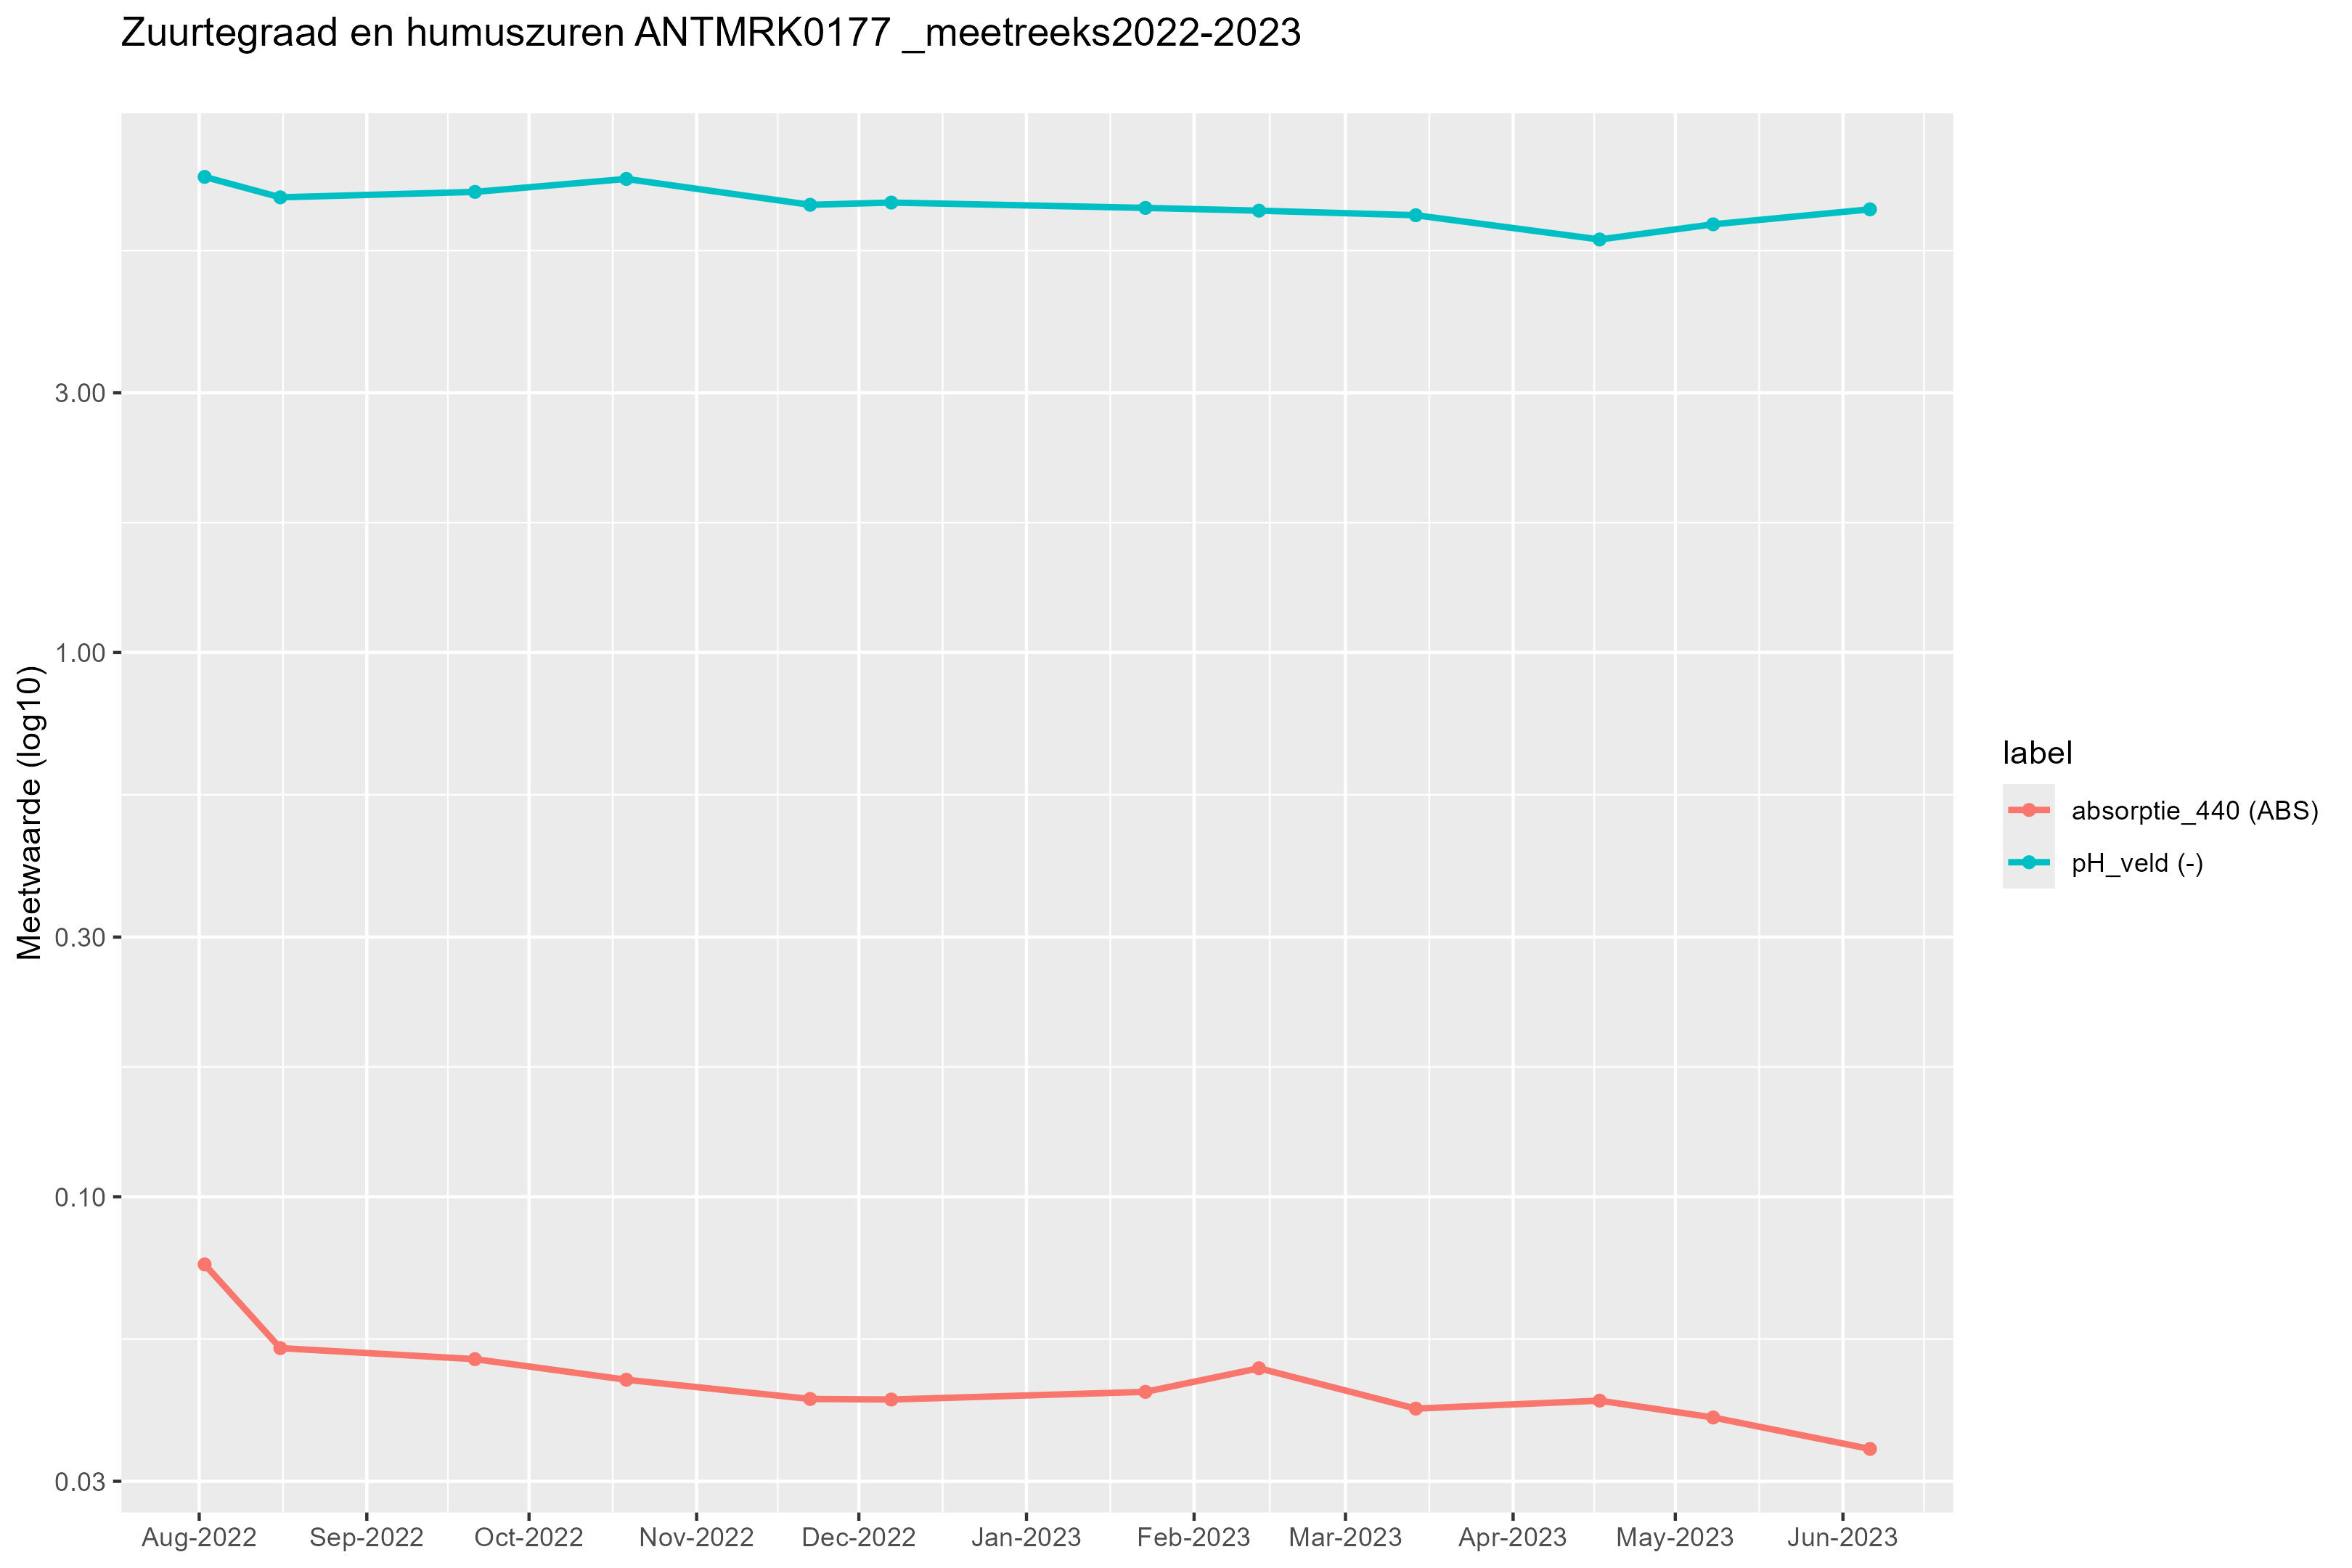 Zuurtegraad en humuszuren ANTMRK0177 _meetreeks2022-2023
Meetwaarde (log10)
3.00
1.00
0.30
0.10
0.03
Aug-2022 Sep-2022 Oct-2022 Nov-2022 Dec-2022 Jan-2023 Feb-2023 Mar-2023 Apr-2023 May-2023 Jun-2023
label
absorptie_440 (ABS)
pH_veld (-)